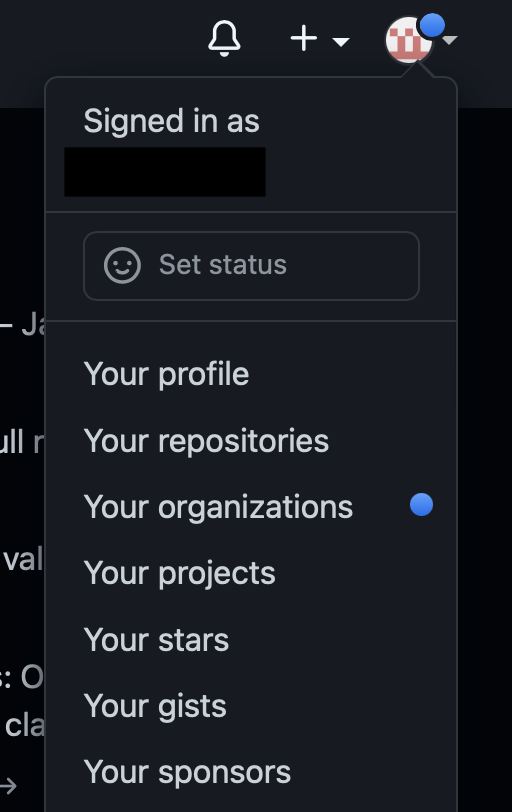 Signed in as
Set status
Your profile
Your repositories
Your organizations
Your projects
Your stars
Your gists
Your sponsors